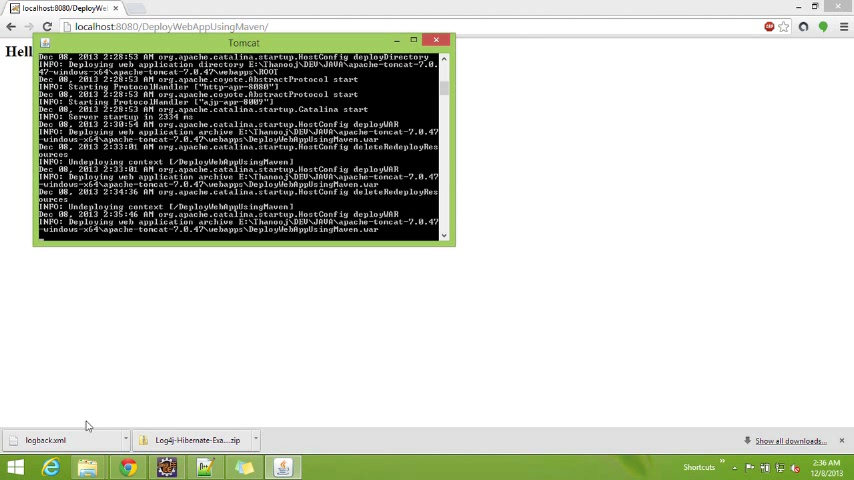 localhost:8080/DeployWebA
localhost:8080/DeployWebAppUsingMaven/
Hell
Tomcat
Dec 08, 2013 2:28:53 AM org.apache.catalina.startup.HostConfig deployDirectory
INFO: Deploying web application directory E:\Thanooj\DEV\JAVA\apache-tomcat-7.0.
47-windows-x64\apache-tomcat-7.0.47\webapps\ROOT
Dec 08, 2013 2:28:53 AM org.apache.coyote.AbstractProtocol start
INFO: Starting ProtocolHandler ["http-apr-8080"]
Dec 08, 2013 2:28:53 AM org.apache.coyote.AbstractProtocol start
INFO: Starting ProtocolHandler ["ajp-apr-8009"]
Dec 08, 2013 2:28:53 AM org.apache.catalina.startup.Catalina start
INFO: Server startup in 2334 ms
Dec 08, 2013 2:30:54 AM org.apache.catalina.startup.HostConfig deployWAR
INFO: Deploying web application archive E:\Thanooj\DEV\JAVA\apache-tomcat-7.0.47
-windows-x64\apache-tomcat-7.0.47\webapps\DeployWebAppUsingMaven.war
Dec 08, 2013 2:33:01 AM org.apache.catalina.startup.HostConfig deleteRedeployRes
ources
INFO: Undeploying context [/DeployWebAppUsingMaven]
Dec 08, 2013 2:33:01 AM org.apache.catalina.startup.HostConfig deployWAR
INFO: Deploying web application archive E:\Thanooj\DEV\JAVA\apache-tomcat-7.0.47
-windows-x64\apache-tomcat-7.0.47\webapps\DeployWebAppUsingMaven.war
Dec 08, 2013 2:34:36 AM org.apache.catalina.startup.HostConfig deleteRedeployRes
ources
INFO: Undeploying context [/DeployWebAppUsingMaven]
Dec 08, 2013 2:35:46 AM org.apache.catalina.startup.HostConfig deployWAR
INFO: Deploying web application archive E:\Thanooj\DEV\JAVA\apache-tomcat-7.0.47
-windows-x64\apache-tomcat-7.0.47\webapps\DeployWebAppUsingMaven.war
logback.xml
Log4j-Hibernate-Exa....zip
Show all downloads...
Shortcuts
2:36 AM
12/8/2013